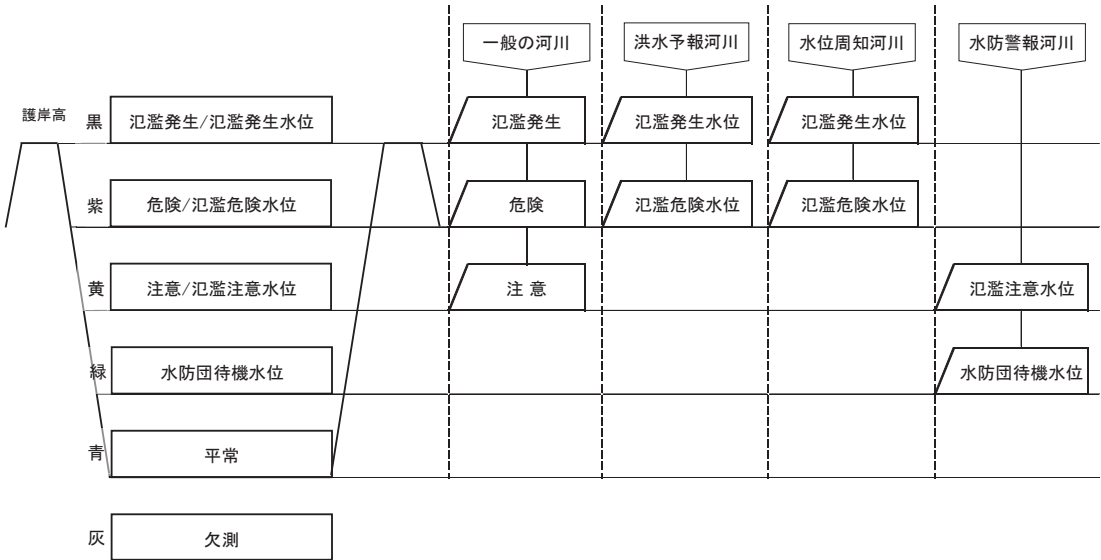 一般の河川
洪水予報河川
水位周知河川
水防警報河川
護岸高
黒
氾濫発生/氾濫発生水位
氾濫発生
氾濫発生水位
氾濫発生水位
紫
危険/氾濫危険水位
危険
氾濫危険水位
氾濫危険水位
黄
注意/氾濫注意水位
注 意
氾濫注意水位
緑
水防団待機水位
水防団待機水位
青
平常
灰
欠測